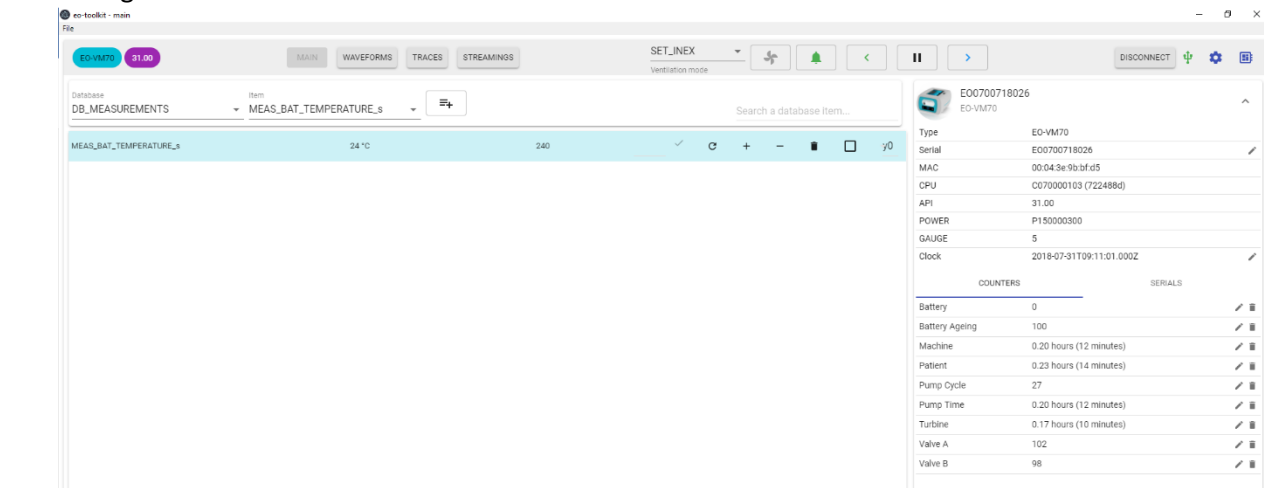 eo-toolkit - main
File
EO-VM70 31.00 MAIN WAVEFORMS TRACES STREAMINGS SET_INEX DISCONNECT
Ventilation mode
Database Item
DB_MEASUREMENTS MEAS_BAT_TEMPERATURE_s Search a database item...
MEAS_BAT_TEMPERATURE_s 24 °C 240 y0
EO0700718026
EO-VM70
Type EO-VM70
Serial EO0700718026
MAC 00:04:3e:9b:bf:d5
CPU C070000103 (722488d)
API 31.00
POWER P150000300
GAUGE 5
Clock 2018-07-31T09:11:01.000Z
COUNTERS SERIALS
Battery 0
Battery Ageing 100
Machine 0.20 hours (12 minutes)
Patient 0.23 hours (14 minutes)
Pump Cycle 27
Pump Time 0.20 hours (12 minutes)
Turbine 0.17 hours (10 minutes)
Valve A 102
Valve B 98